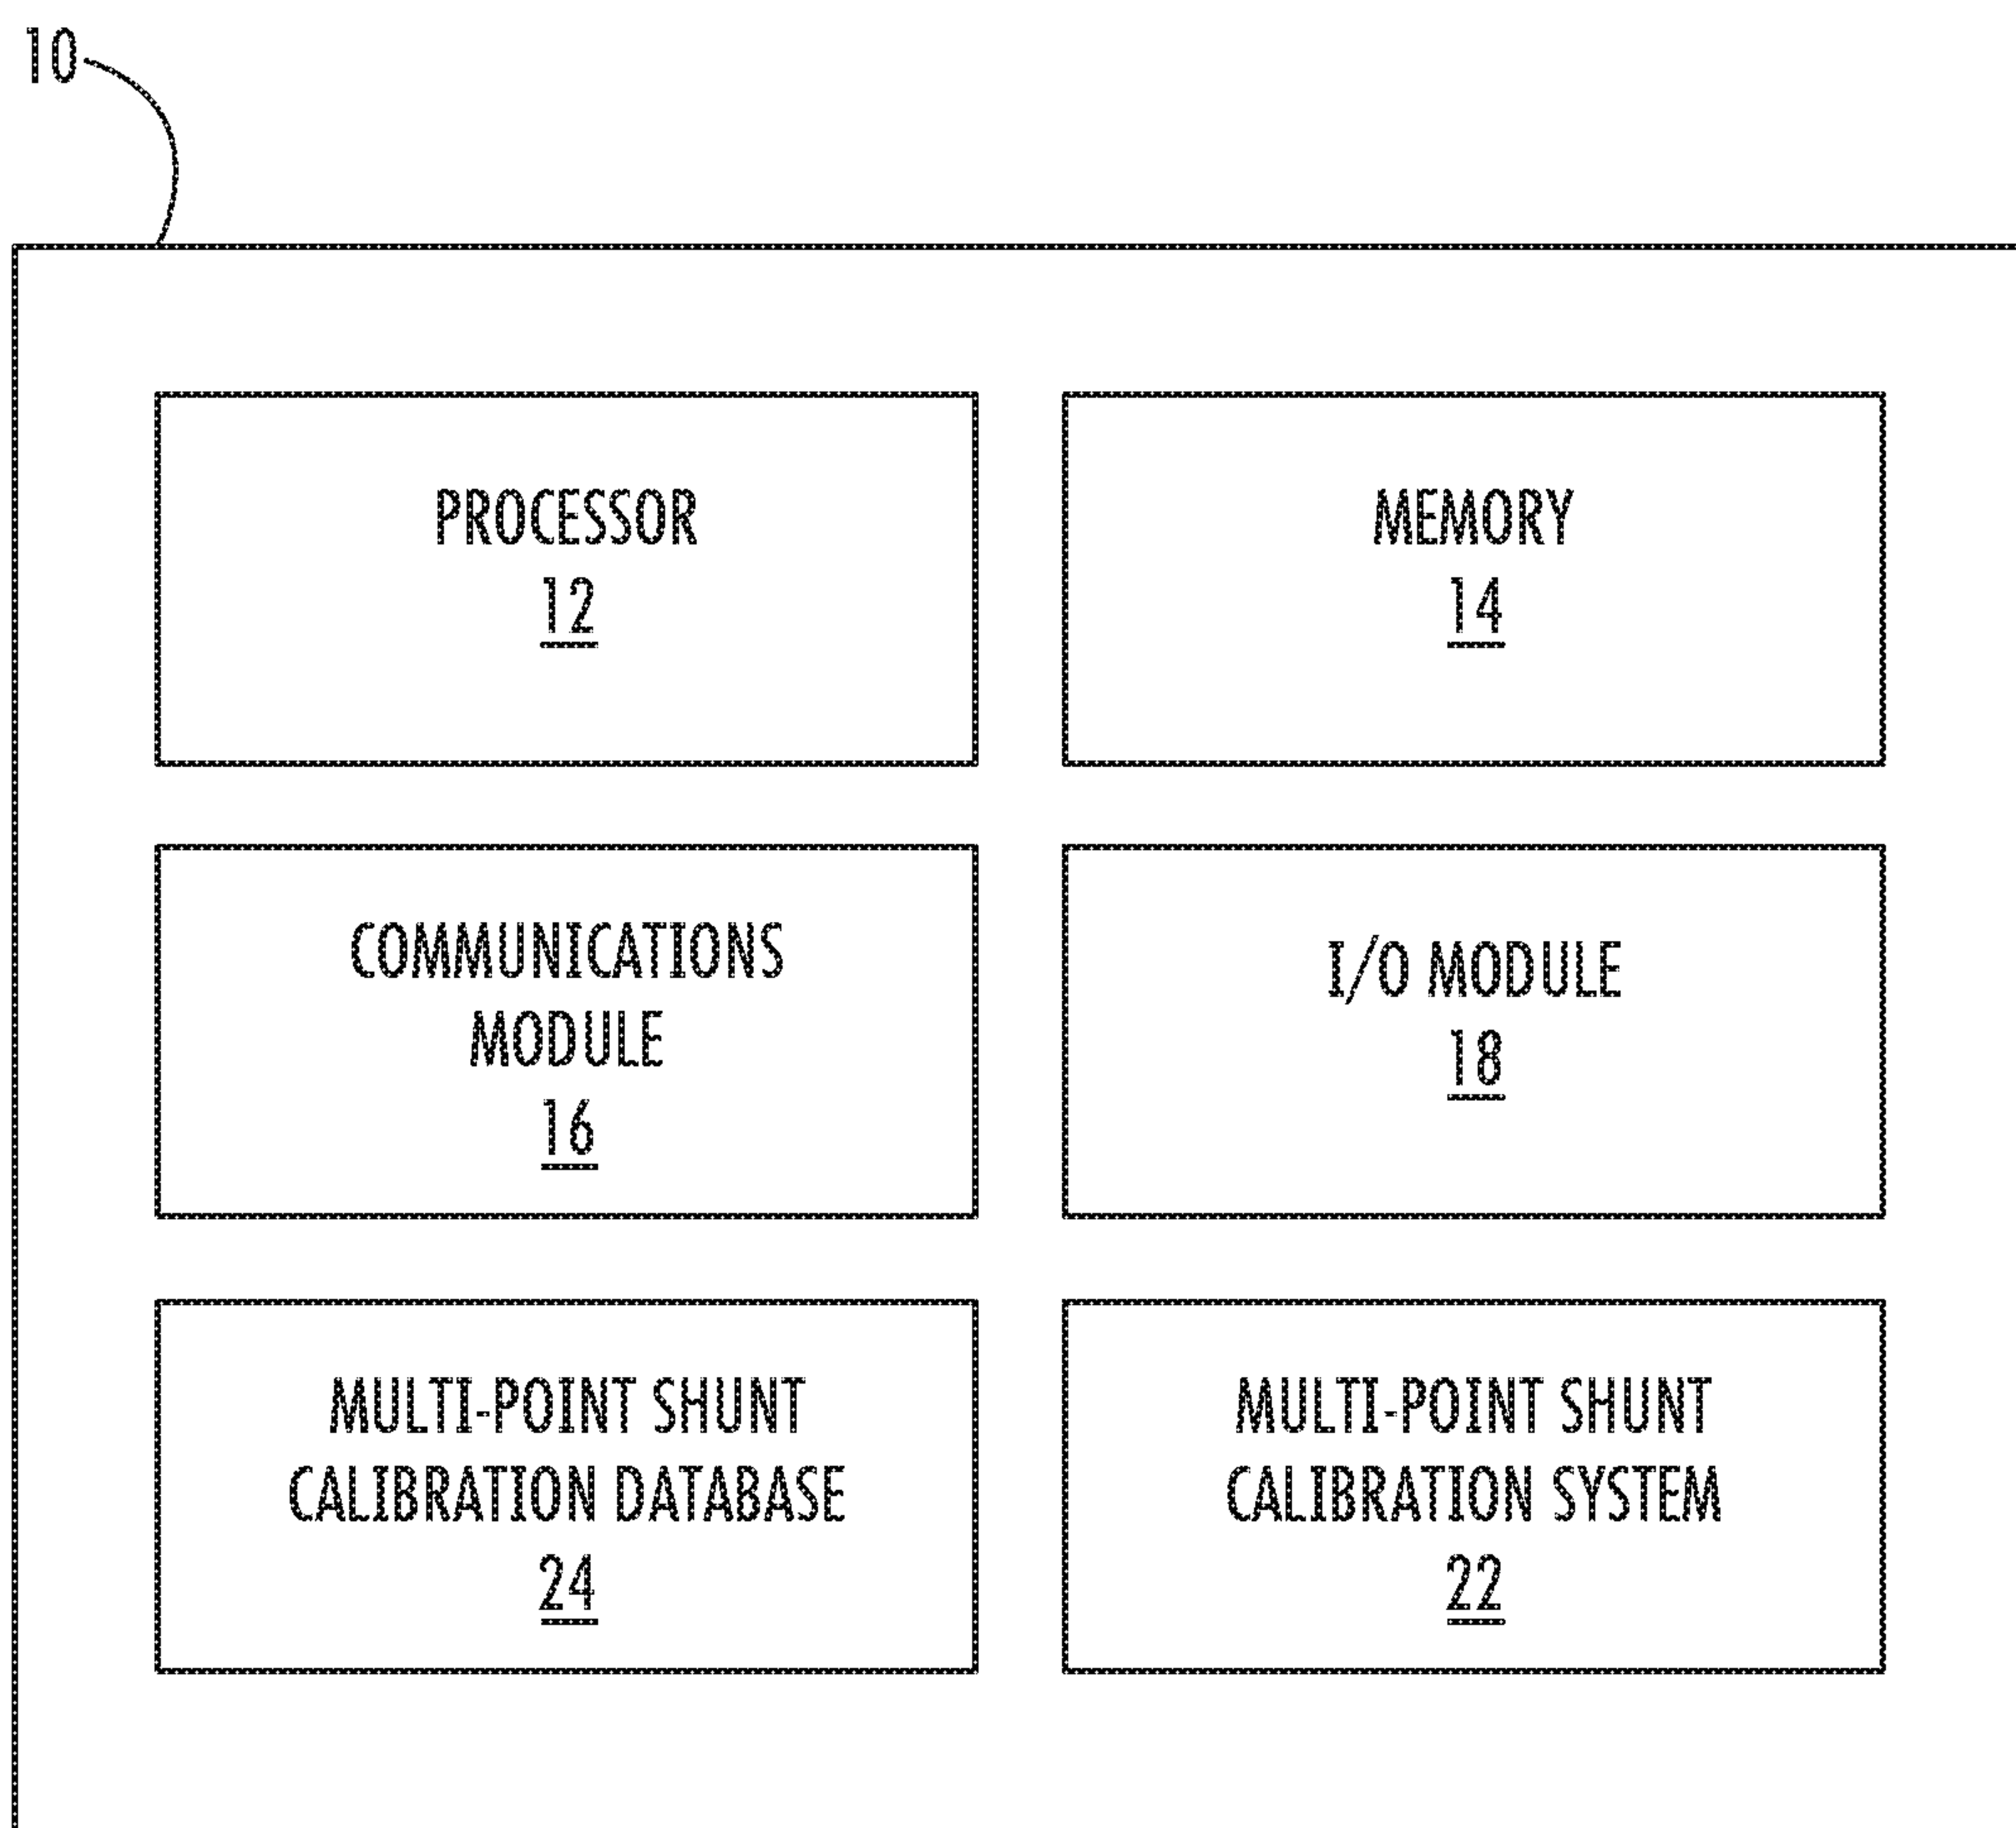 10
PROCESSOR
12
MEMORY
14
COMMUNICATIONS
MODULE
16
I/O MODULE
18
MULTI-POINT SHUNT
CALIBRATION DATABASE
24
MULTI-POINT SHUNT
CALIBRATION SYSTEM
22